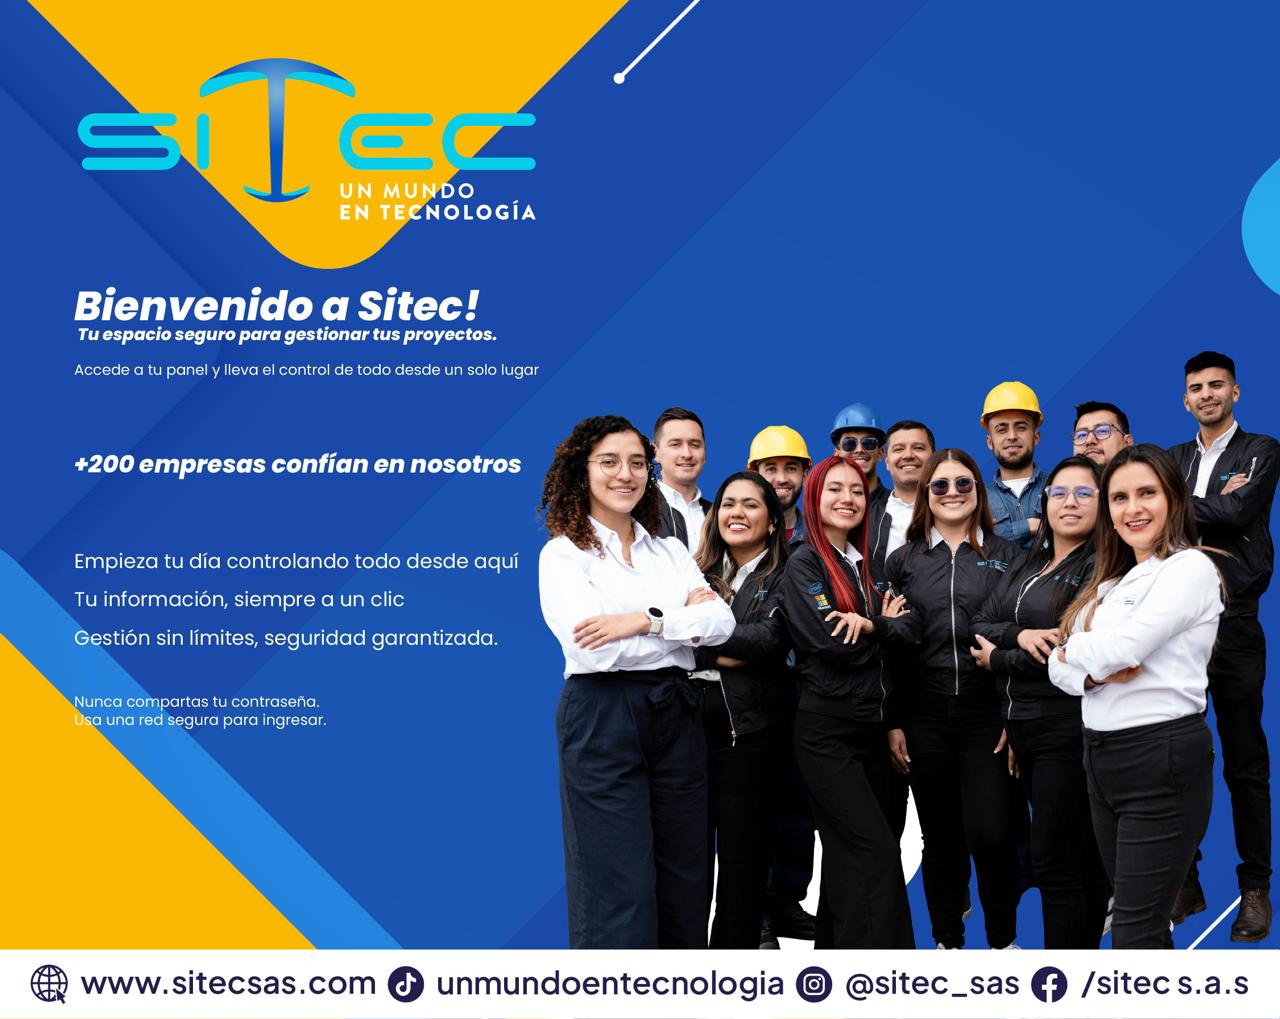 SITEC
UN MUNDO
EN TECNOLOGÍA
Bienvenido a Sitec!
Tu espacio seguro para gestionar tus proyectos.
Accede a tu panel y lleva el control de todo desde un solo lugar
+200 empresas confían en nosotros
Empieza tu día controlando todo desde aquí
Tu información, siempre a un clic
Gestión sin límites, seguridad garantizada.
Nunca compartas tu contraseña.
Usa una red segura para ingresar.
www.sitecsas.com unmundoentecnologia @sitec_sas /sitec s.a.s